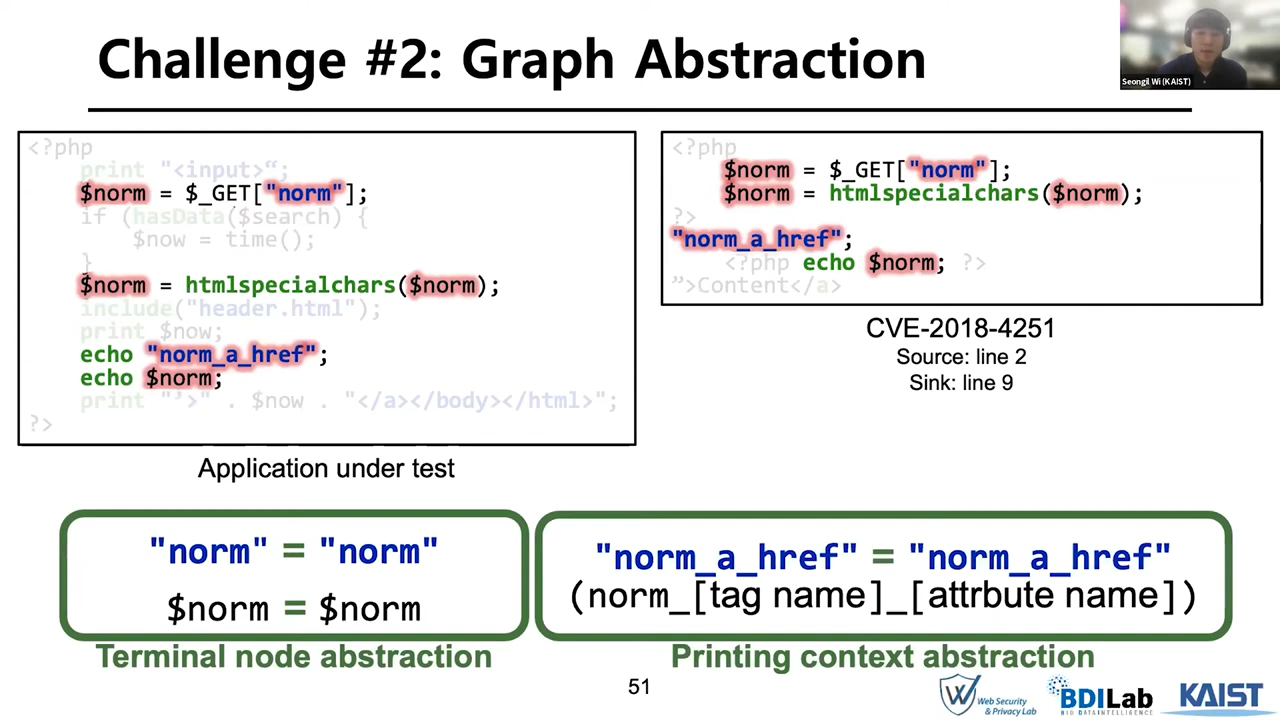 Challenge #2: Graph Abstraction
Seongil Wi (KAIST)
<?php
print "<input>“;
$norm = $_GET["norm"];
if (hasData($search) {
$now = time();
}
$norm = htmlspecialchars($norm);
include("header.html");
print $now;
echo "norm_a_href";
echo $norm;
print "’>" . $now . "</a></body></html>";
?>
Application under test
<?php
$norm = $_GET["norm"];
$norm = htmlspecialchars($norm);
?>
"norm_a_href";
<?php echo $norm; ?>
”>Content</a>
CVE-2018-4251
Source: line 2
Sink: line 9
"norm" = "norm"
$norm = $norm
Terminal node abstraction
"norm_a_href" = "norm_a_href"
(norm_[tag name]_[attrbute name])
Printing context abstraction
51
Web Security
& Privacy Lab
BDILab
BIO DATAINTELLIGENCE
KAIST